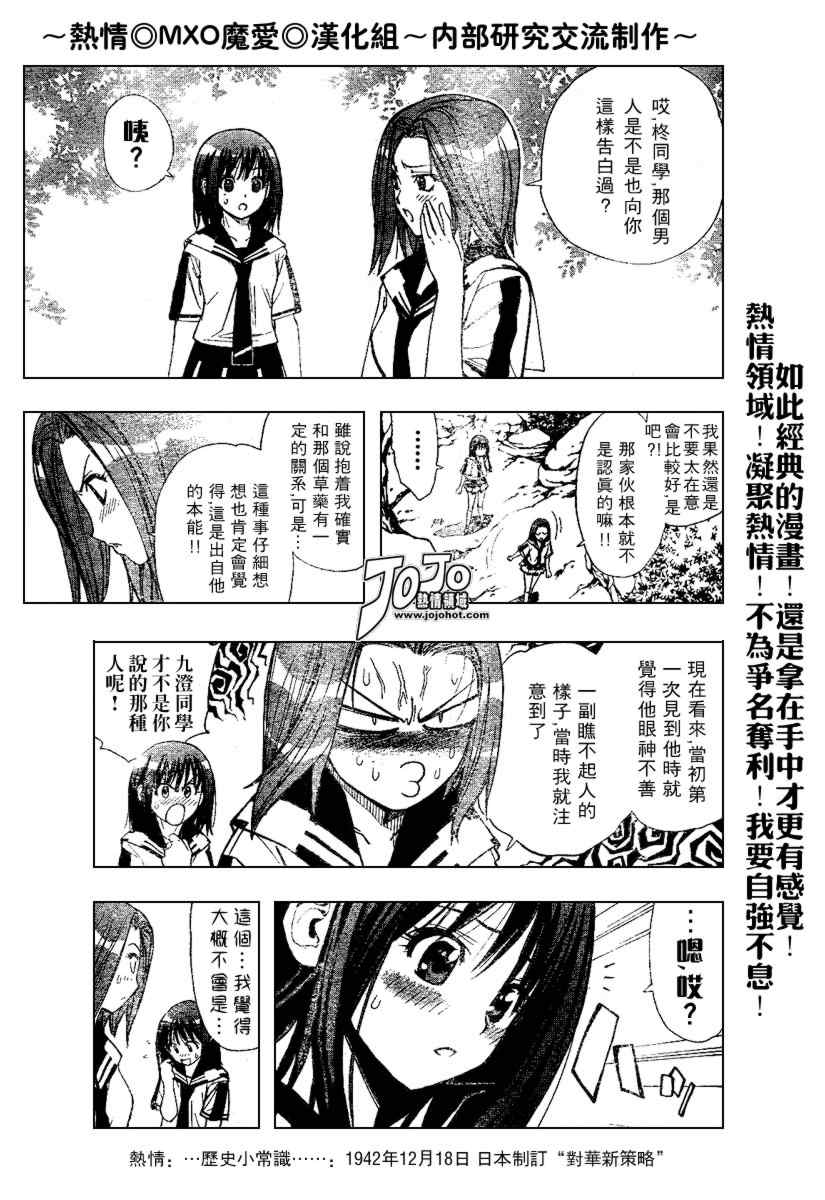 ～熱情◎MXO魔愛◎漢化組～內部研究交流制作～
哎,柊同學,那個男
人是不是也向你
這樣告白過？
咦？
我果然還是
不要太在意
會比較好,是
吧?!
那家伙根本就不
是認真的嘛!!
……
雖說抱着我確實
和那個草藥有一
定的關系,可是…
這種事仔細想
想也肯定會覺
得,這是出自他
的本能!!
JOJO
熱情領域
www.jojohot.com
現在看來,當初第
一次見到他時就
覺得他眼神不善
一副瞧不起人的
樣子,當時我就注
意到了
九澄同學
才不是你
說的那種
人呢！
…嗯,哎？
這個…我覺得
大概不會是…
如此經典的漫畫！還是拿在手中才更有感覺！
熱情領域！凝聚熱情！不為爭名奪利！我要自強不息！
熱情：…歷史小常識……：1942年12月18日 日本制訂“對華新策略”